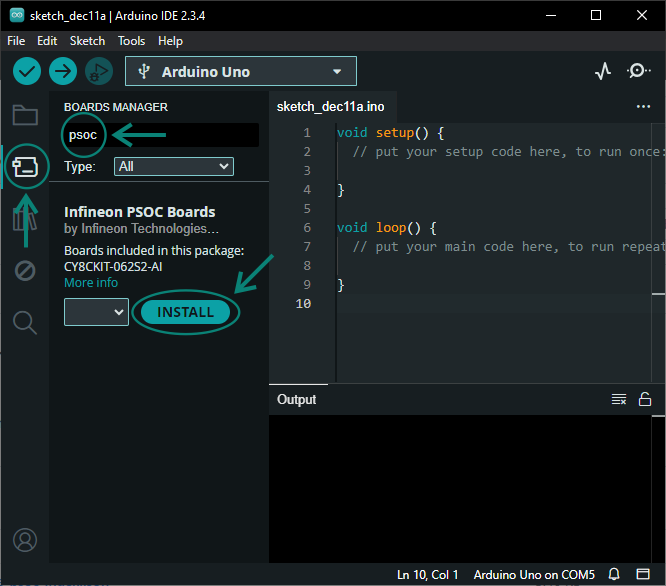 sketch_dec11a | Arduino IDE 2.3.4
File Edit Sketch Tools Help
Arduino Uno
BOARDS MANAGER
psoc
Type: All
Infineon PSOC Boards
by Infineon Technologies...
Boards included in this package:
CY8CKIT-062S2-AI
More info
INSTALL
sketch_dec11a.ino
1 void setup() {
2 // put your setup code here, to run once:
3
4 }
5
6 void loop() {
7 // put your main code here, to run repeat
8
9 }
10
Output
Ln 10, Col 1 Arduino Uno on COM5